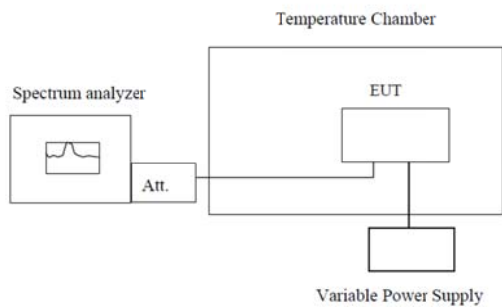 Temperature Chamber
Spectrum analyzer
EUT
Att.
Variable Power Supply